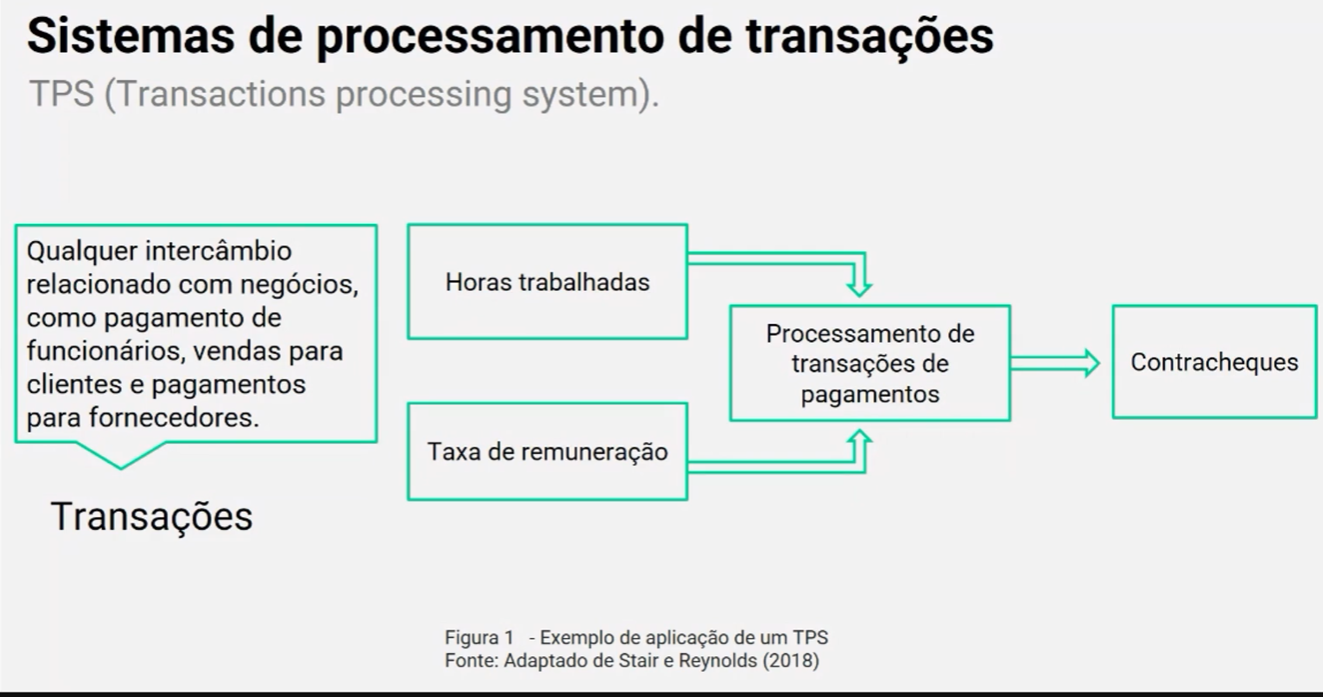 Sistemas de processamento de transações
TPS (Transactions processing system).
Qualquer intercâmbio
relacionado com negócios,
como pagamento de
funcionários, vendas para
clientes e pagamentos
para fornecedores.
Transações
Horas trabalhadas
Taxa de remuneração
Processamento de
transações de
pagamentos
Contracheques
Figura 1 - Exemplo de aplicação de um TPS
Fonte: Adaptado de Stair e Reynolds (2018)